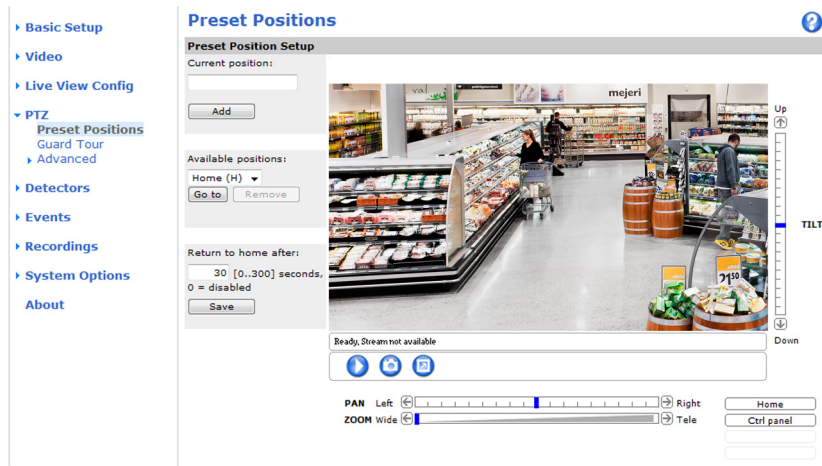 Basic Setup
Video
Live View Config
PTZ
Preset Positions
Guard Tour
Advanced
Detectors
Events
Recordings
System Options
About
Preset Positions
Preset Position Setup
Current position:
Add
Available positions:
Home (H)
Go to Remove
Return to home after:
30 [0..300] seconds,
0 = disabled
Save
val
mejeri
2150
Up
TILT
Down
Ready, Stream not available
PAN Left Right
ZOOM Wide Tele
Home
Ctrl panel